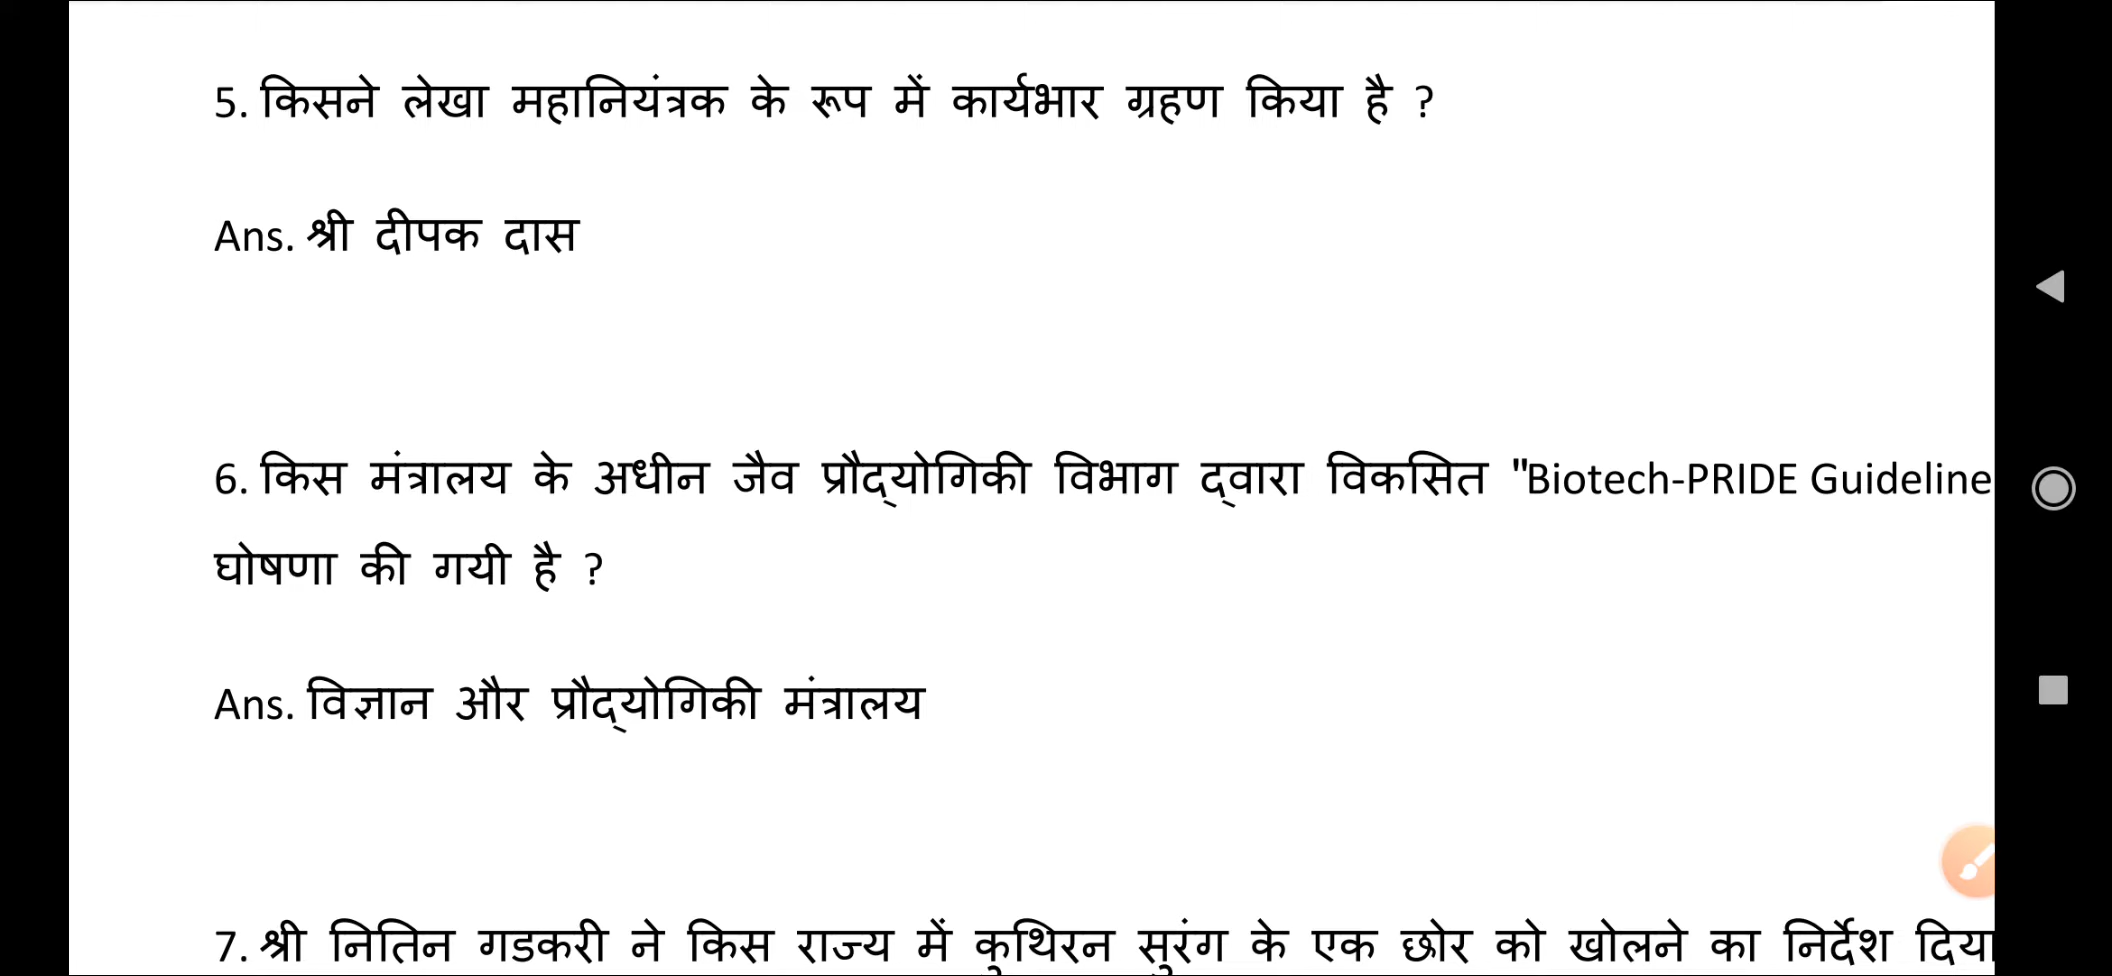 5. किसने लेखा महानियंत्रक के रूप में कार्यभार ग्रहण किया है ?
Ans. श्री दीपक दास
6. किस मंत्रालय के अधीन जैव प्रौद्योगिकी विभाग द्वारा विकसित "Biotech-PRIDE Guideline
घोषणा की गयी है ?
Ans. विज्ञान और प्रौद्योगिकी मंत्रालय
7. श्री नितिन गडकरी ने किस राज्य में कुथिरन सुरंग के एक छोर को खोलने का निर्देश दिया